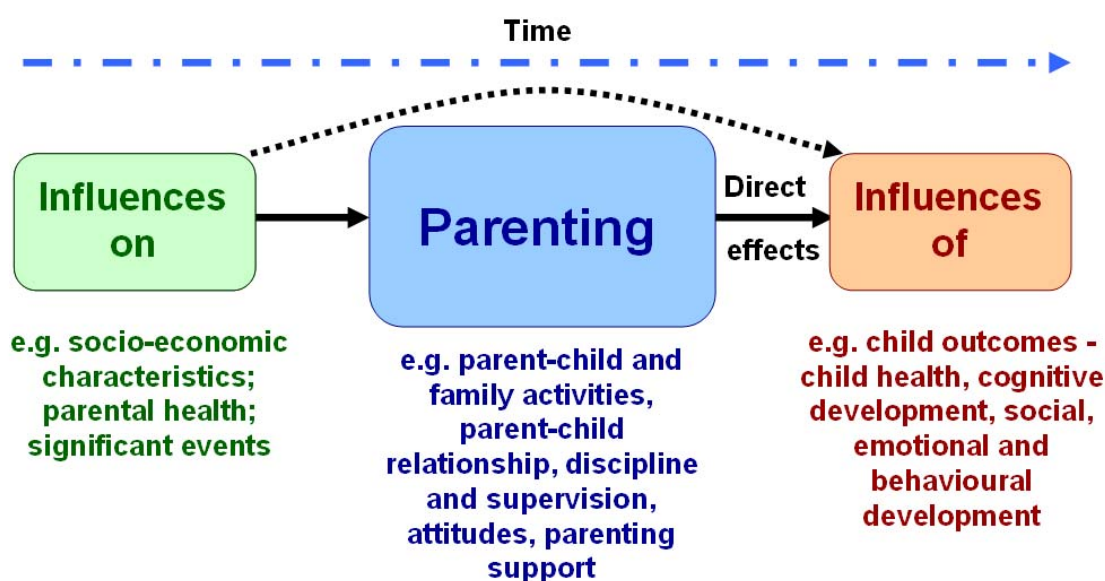 Time
Influences
on
Parenting
Direct
effects
Influences
of
e.g. socio-economic
characteristics;
parental health;
significant events
e.g. parent-child and
family activities,
parent-child
relationship, discipline
and supervision,
attitudes, parenting
support
e.g. child outcomes -
child health, cognitive
development, social,
emotional and
behavioural
development